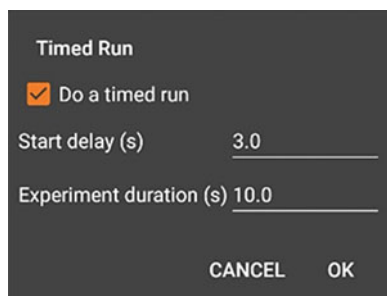 Timed Run
Do a timed run
Start delay (s) 3.0
Experiment duration (s) 10.0
CANCEL OK